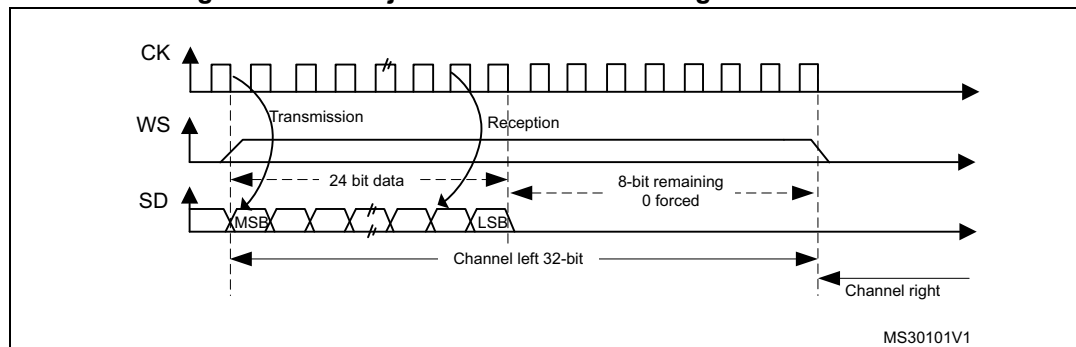 CK
Transmission
Reception
WS
24 bit data
8-bit remaining
0 forced
SD
MSB
LSB
Channel left 32-bit
Channel right
MS30101V1